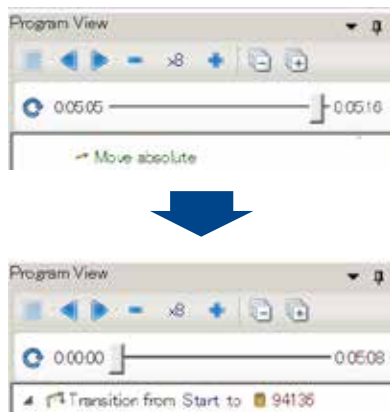 Program View
x8
0:05:05 0:05:16
Move absolute
Program View
x8
0:00:00 0:05:08
Transition from Start to 94136